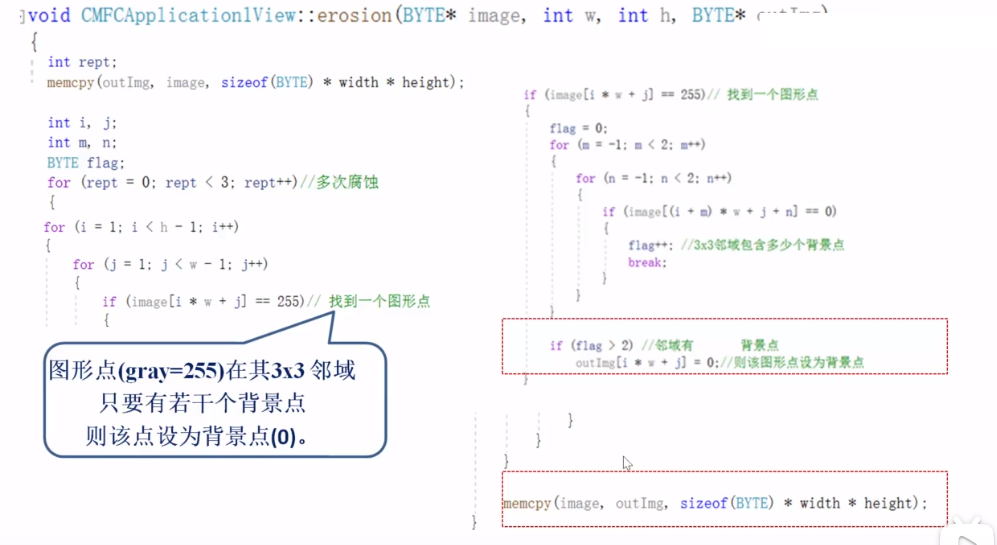 void CMFCApplication1View::erosion(BYTE* image, int w, int h, BYTE*
{
int rept;
memcpy(outImg, image, sizeof(BYTE) * width * height);
int i, j;
int m, n;
BYTE flag;
for (rept = 0; rept < 3; rept++)//多次腐蚀
{
for (i = 1; i < h - 1; i++)
{
for (j = 1; j < w - 1; j++)
{
if (image[i * w + j] == 255)// 找到一个图形点
{
图形点(gray=255)在其3x3 邻域
只要有若干个背景点
则该点设为背景点(0)。
if (image[i * w + j] == 255)// 找到一个图形点
{
flag = 0;
for (m = -1; m < 2; m++)
{
for (n = -1; n < 2; n++)
{
if (image[(i + m) * w + j + n] == 0)
{
flag++; //3x3邻域包含多少个背景点
break;
}
}
}
if (flag > 2) //邻域有 背景点
outImg[i * w + j] = 0;//则该图形点设为背景点
}
}
}
}
memcpy(image, outImg, sizeof(BYTE) * width * height);
}